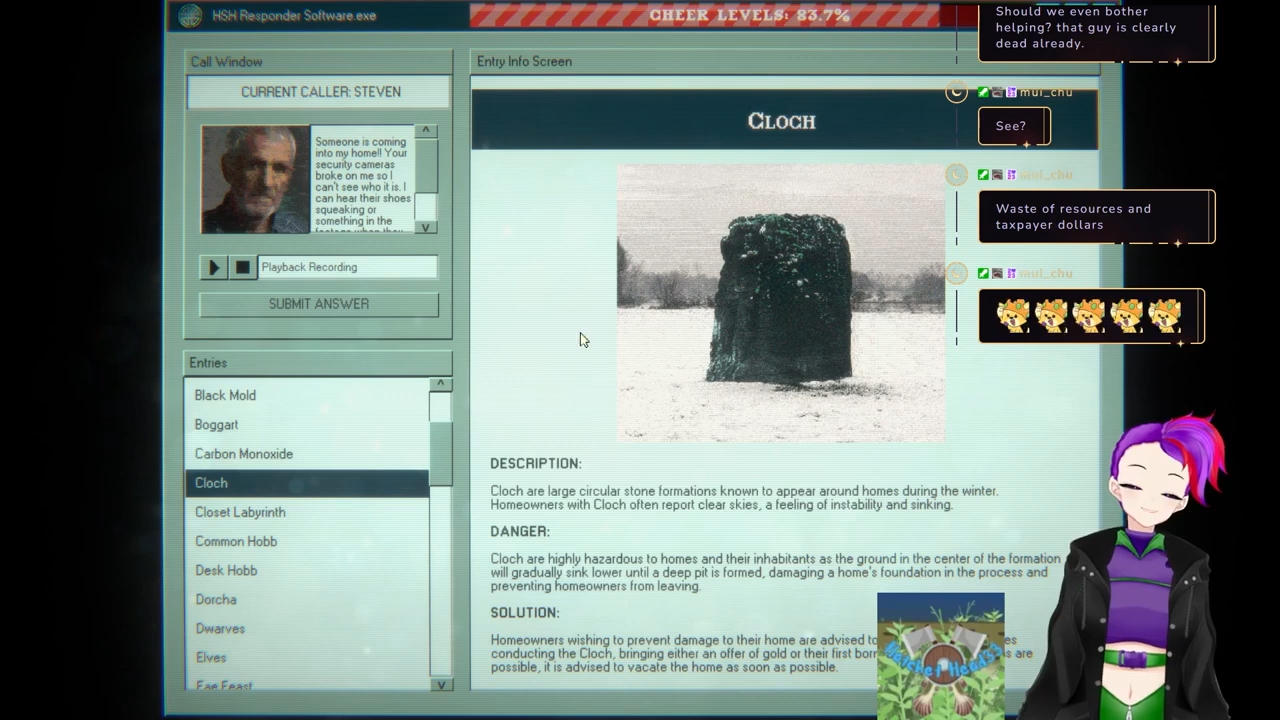 HSH Responder Software.exe
CHEER LEVELS: 83.7%
Call Window
CURRENT CALLER: STEVEN
Someone is coming
into my home!! Your
security cameras
broke on me so I
can't see who it is. I
can hear their shoes
squeaking or
something in the
footage when they
Playback Recording
SUBMIT ANSWER
Entries
Black Mold
Boggart
Carbon Monoxide
Cloch
Closet Labyrinth
Common Hobb
Desk Hobb
Dorcha
Dwarves
Elves
Fae Feast
Entry Info Screen
Cloch
DESCRIPTION:
Cloch are large circular stone formations known to appear around homes during the winter.
Homeowners with Cloch often report clear skies, a feeling of instability and sinking.
DANGER:
Cloch are highly hazardous to homes and their inhabitants as the ground in the center of the formation
will gradually sink lower until a deep pit is formed, damaging a home's foundation in the process and
preventing homeowners from leaving.
SOLUTION:
Homeowners wishing to prevent damage to their home are advised to
conducting the Cloch, bringing either an offer of gold or their first born
are
possible, it is advised to vacate the home as soon as possible.
Should we even bother
helping? that guy is clearly
dead already.
mui_chu
See?
mui_chu
Waste of resources and
taxpayer dollars
mui_chu